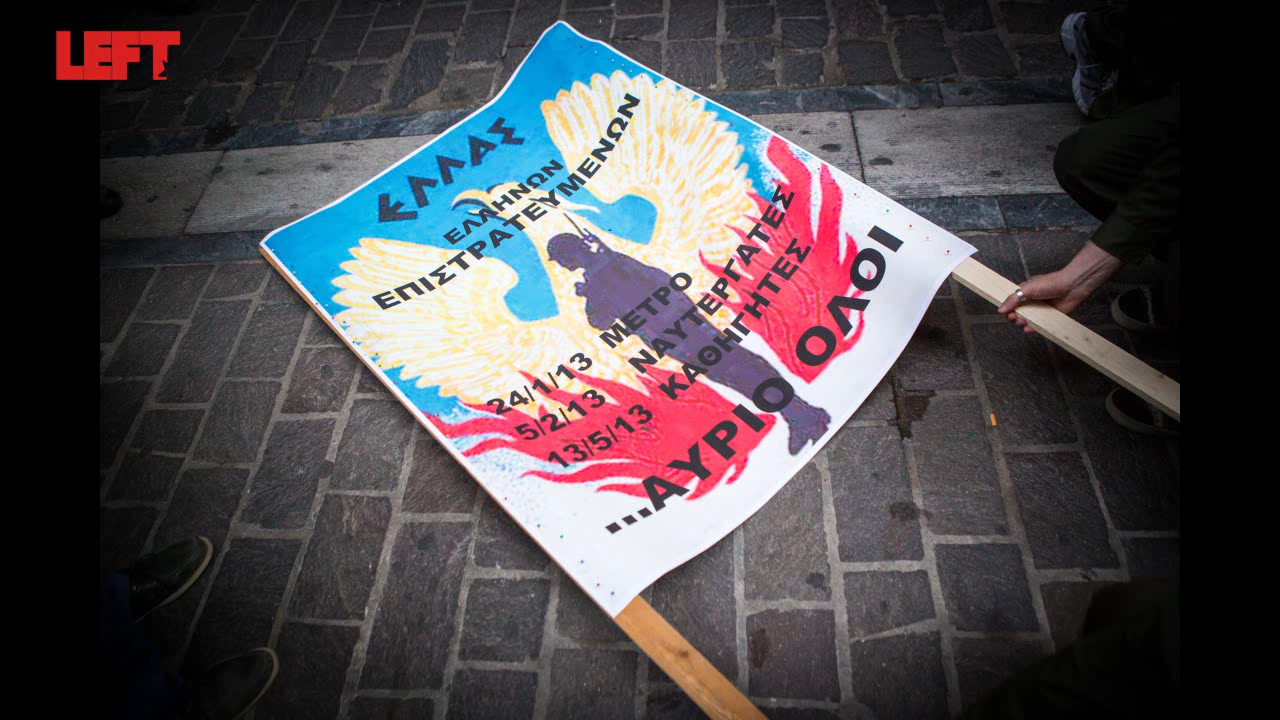 LEFT
ΕΛΛΑΣ
ΕΛΛΗΝΩΝ
ΕΠΙΣΤΡΑΤΕΥΜΕΝΩΝ
24/1/13 ΜΕΤΡΟ
5/2/13 ΝΑΥΤΕΡΓΑΤΕΣ
13/5/13 ΚΑΘΗΓΗΤΕΣ
...ΑΥΡΙΟ ΟΛΟΙ